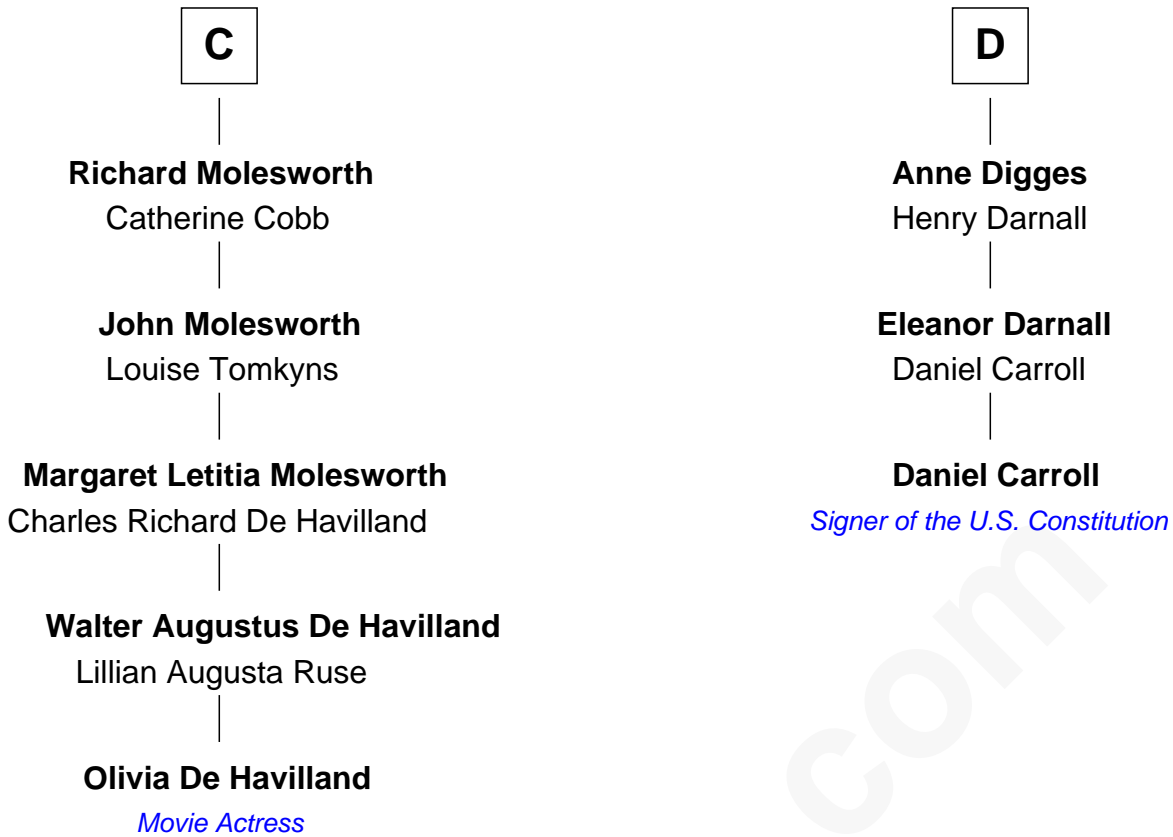 C
Richard Molesworth
Catherine Cobb
John Molesworth
Louise Tomkyns
Margaret Letitia Molesworth
Charles Richard De Havilland
Walter Augustus De Havilland
Lillian Augusta Ruse
Olivia De Havilland
Movie Actress
D
Anne Digges
Henry Darnall
Eleanor Darnall
Daniel Carroll
Daniel Carroll
Signer of the U.S. Constitution
com